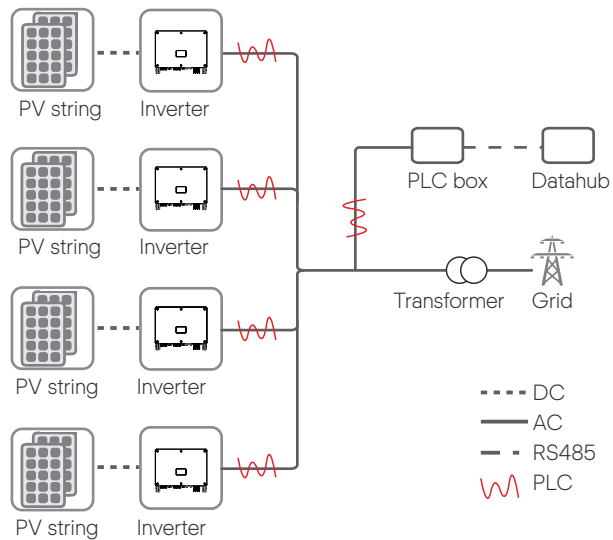 PV string
Inverter
PV string
Inverter
PV string
Inverter
PV string
Inverter
PLC box
Datahub
Transformer
Grid
DC
AC
RS485
PLC